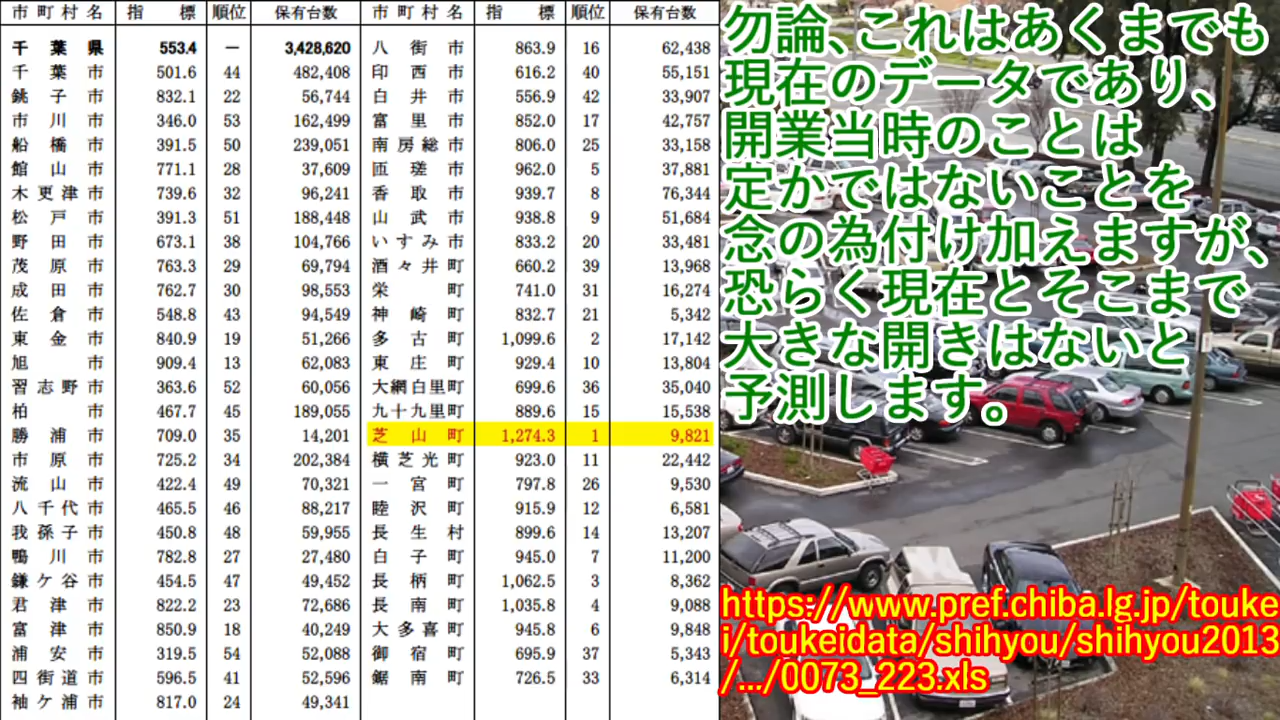 市町村名 指標 順位 保有台数 市町村名 指標 順位 保有台数
千葉県 553.4 — 3,428,620 八街市 863.9 16 62,438
千葉市 501.6 44 482,408 印西市 616.2 40 55,151
銚子市 832.1 22 56,744 白井市 556.9 42 33,907
市川市 346.0 53 162,499 富里市 852.0 17 42,757
船橋市 391.5 50 239,051 南房総市 806.0 25 33,158
館山市 771.1 28 37,609 匝瑳市 962.0 5 37,881
木更津市 739.6 32 96,241 香取市 939.7 8 76,344
松戸市 391.3 51 188,448 山武市 938.8 9 51,684
野田市 673.1 38 104,766 いすみ市 833.2 20 33,481
茂原市 763.3 29 69,794 酒々井町 660.2 39 13,968
成田市 762.7 30 98,553 栄町 741.0 31 16,274
佐倉市 548.8 43 94,549 神崎町 832.7 21 5,342
東金市 840.9 19 51,266 多古町 1,099.6 2 17,142
旭市 909.4 13 62,083 東庄町 929.4 10 13,804
習志野市 363.6 52 60,056 大網白里町 699.6 36 35,040
柏市 467.7 45 189,055 九十九里町 889.6 15 15,538
勝浦市 709.0 35 14,201 芝山町 1,274.3 1 9,821
市原市 725.2 34 202,384 横芝光町 923.0 11 22,442
流山市 422.4 49 70,321 一宮町 797.8 26 9,530
八千代市 465.5 46 88,217 睦沢町 915.9 12 6,581
我孫子市 450.8 48 59,955 長生村 899.6 14 13,207
鴨川市 782.8 27 27,480 白子町 945.0 7 11,200
鎌ケ谷市 454.5 47 49,452 長柄町 1,062.5 3 8,362
君津市 822.2 23 72,686 長南町 1,035.8 4 9,088
富津市 850.9 18 40,249 大多喜町 945.8 6 9,848
浦安市 319.5 54 52,088 御宿町 695.9 37 5,343
四街道市 596.5 41 52,596 鋸南町 726.5 33 6,314
袖ケ浦市 817.0 24 49,341
勿論、これはあくまでも
現在のデータであり、
開業当時のことは
定かではないことを
念の為付け加えますが、
恐らく現在とそこまで
大きな開きはないと
予測します。
https://www.pref.chiba.lg.jp/touke
i/toukeidata/shihyou/shihyou2013
/.../0073_223.xls